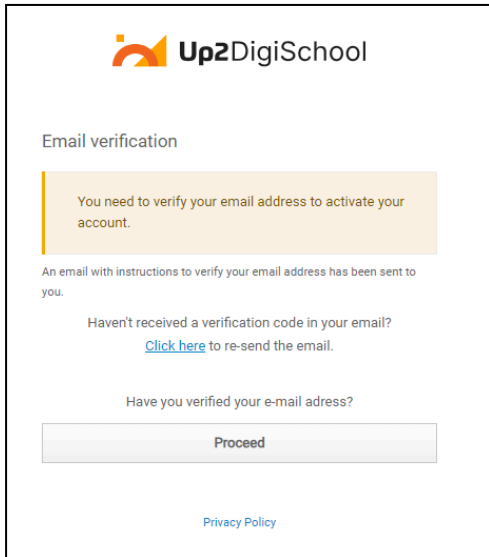 Up2DigiSchool
Email verification
You need to verify your email address to activate your
account.
An email with instructions to verify your email address has been sent to
you.
Haven't received a verification code in your email?
Click here to re-send the email.
Have you verified your e-mail adress?
Proceed
Privacy Policy